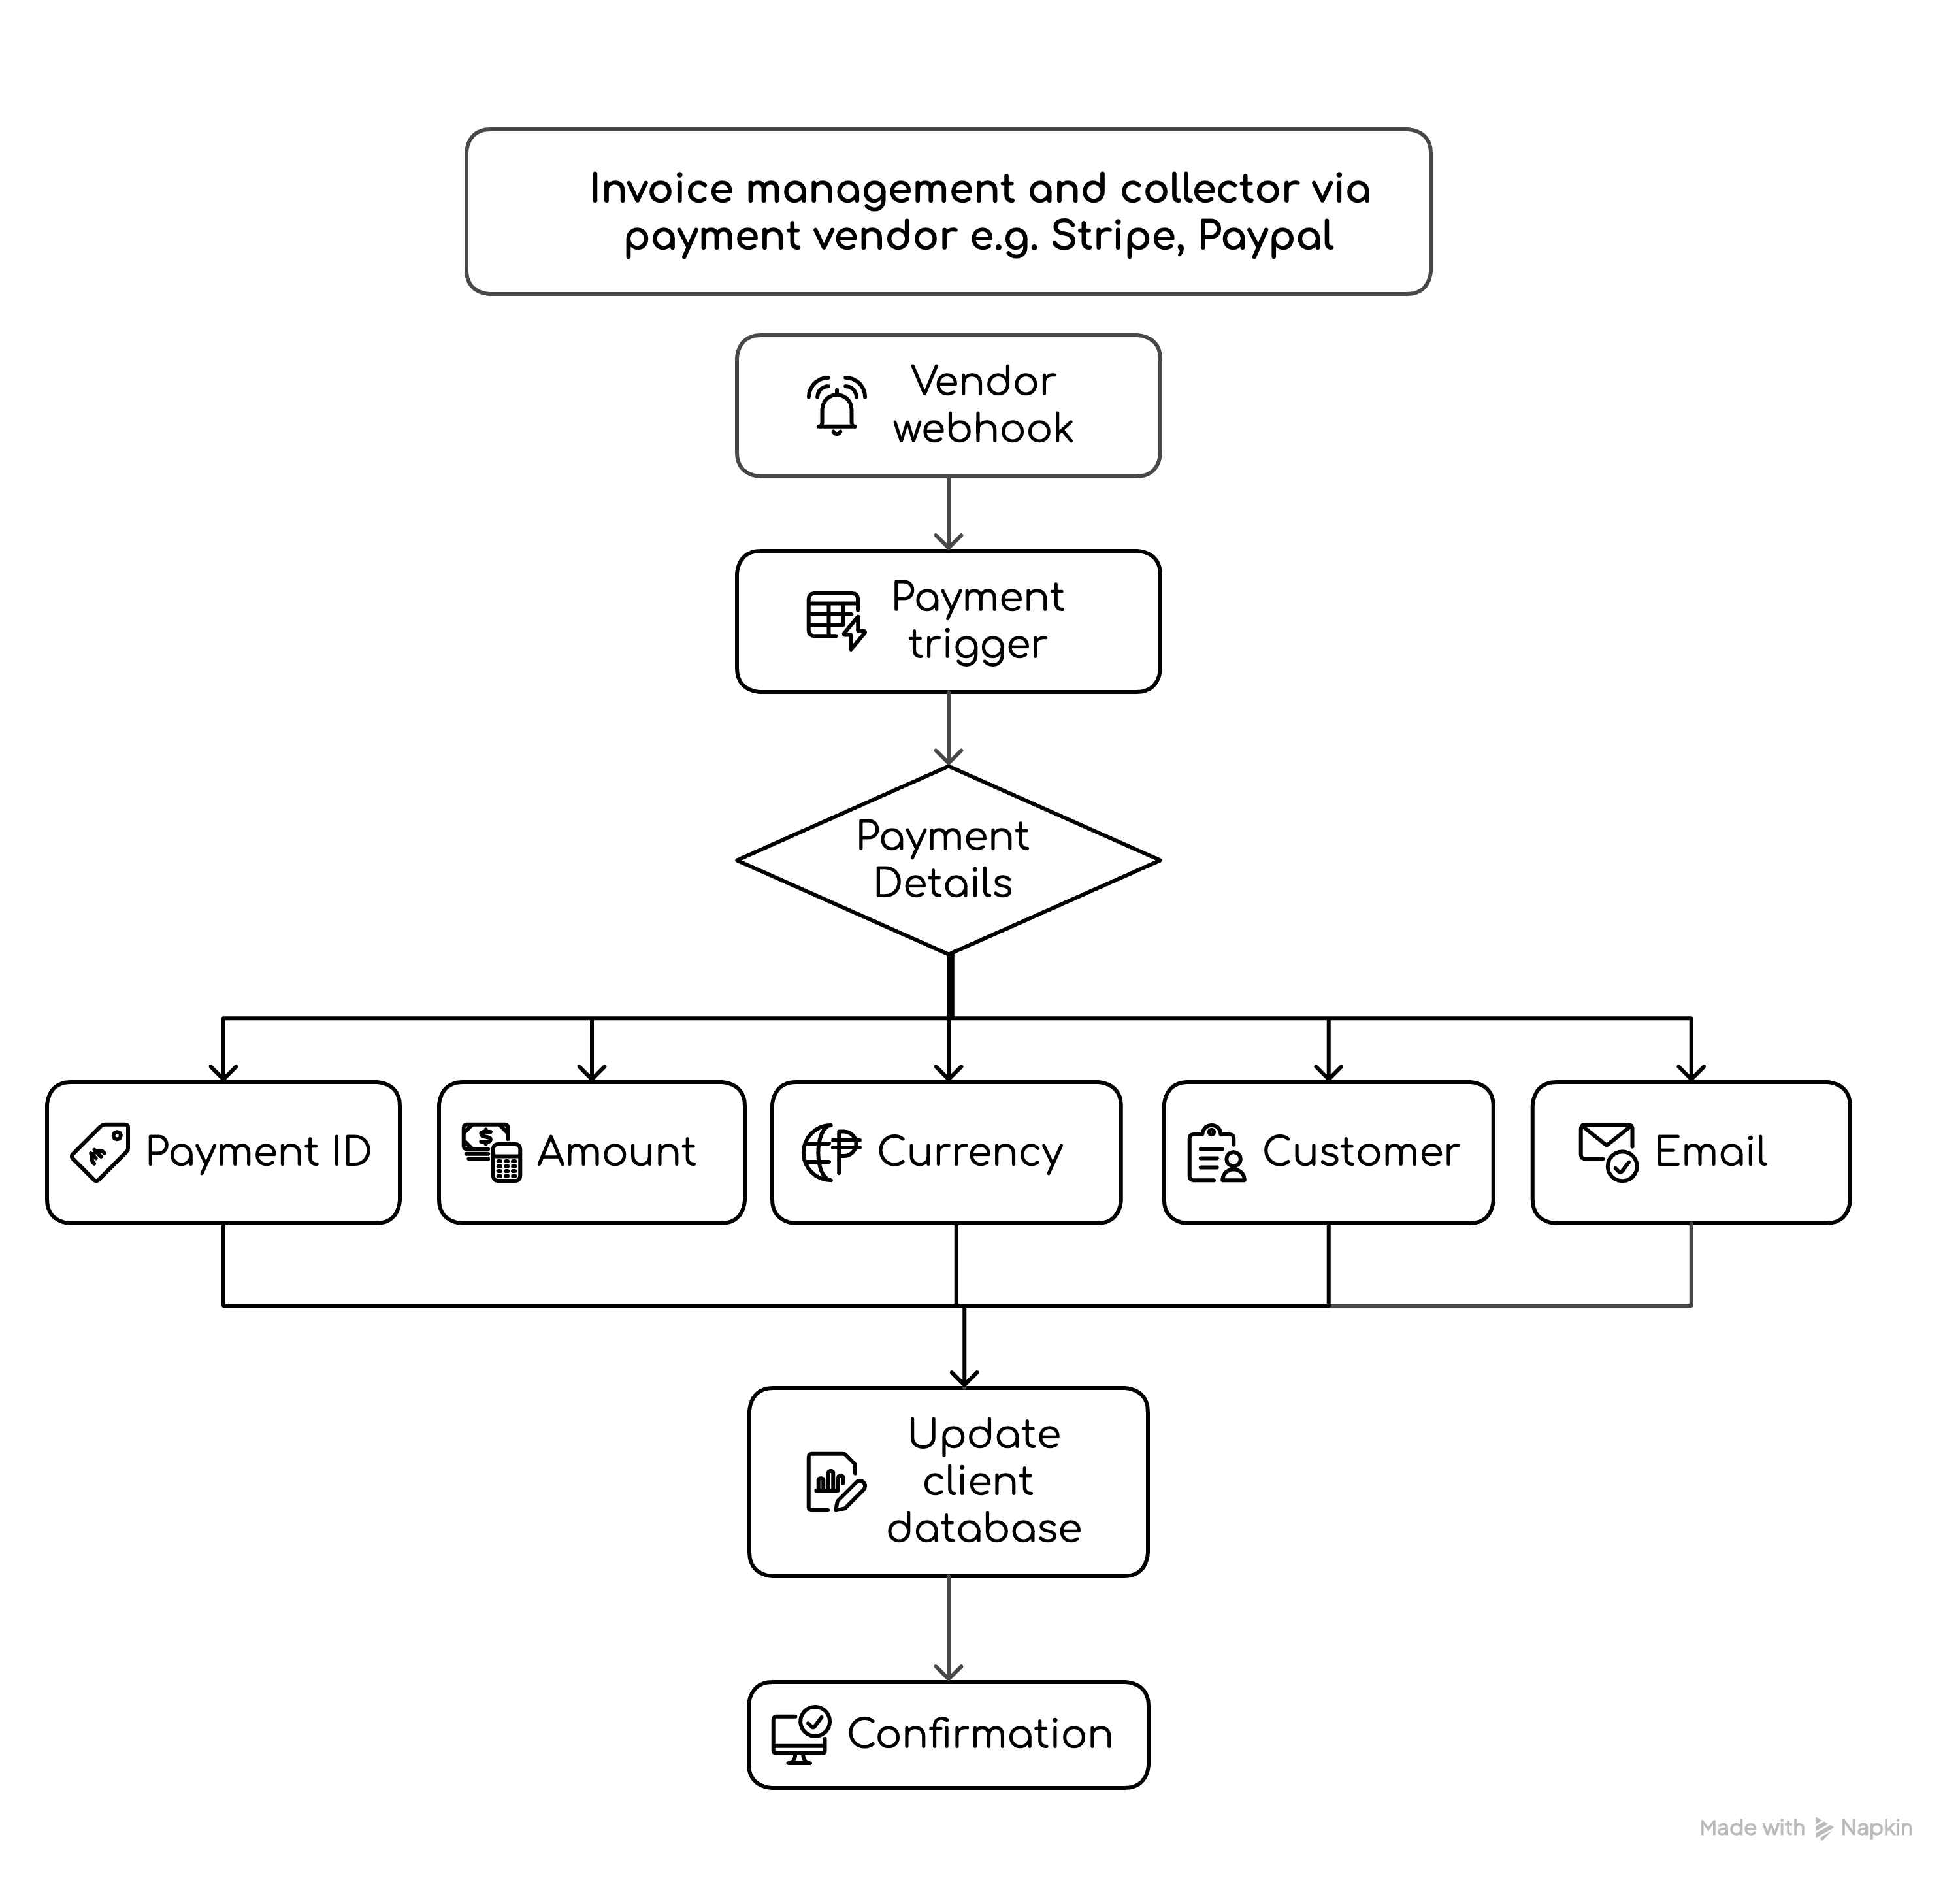 Invoice management and collector via
payment vendor e.g. Stripe, Paypal
Vendor
webhook
Payment
trigger
Payment
Details
Payment ID
Amount
Currency
Customer
Email
Update
client
database
Confirmation
Made with Napkin